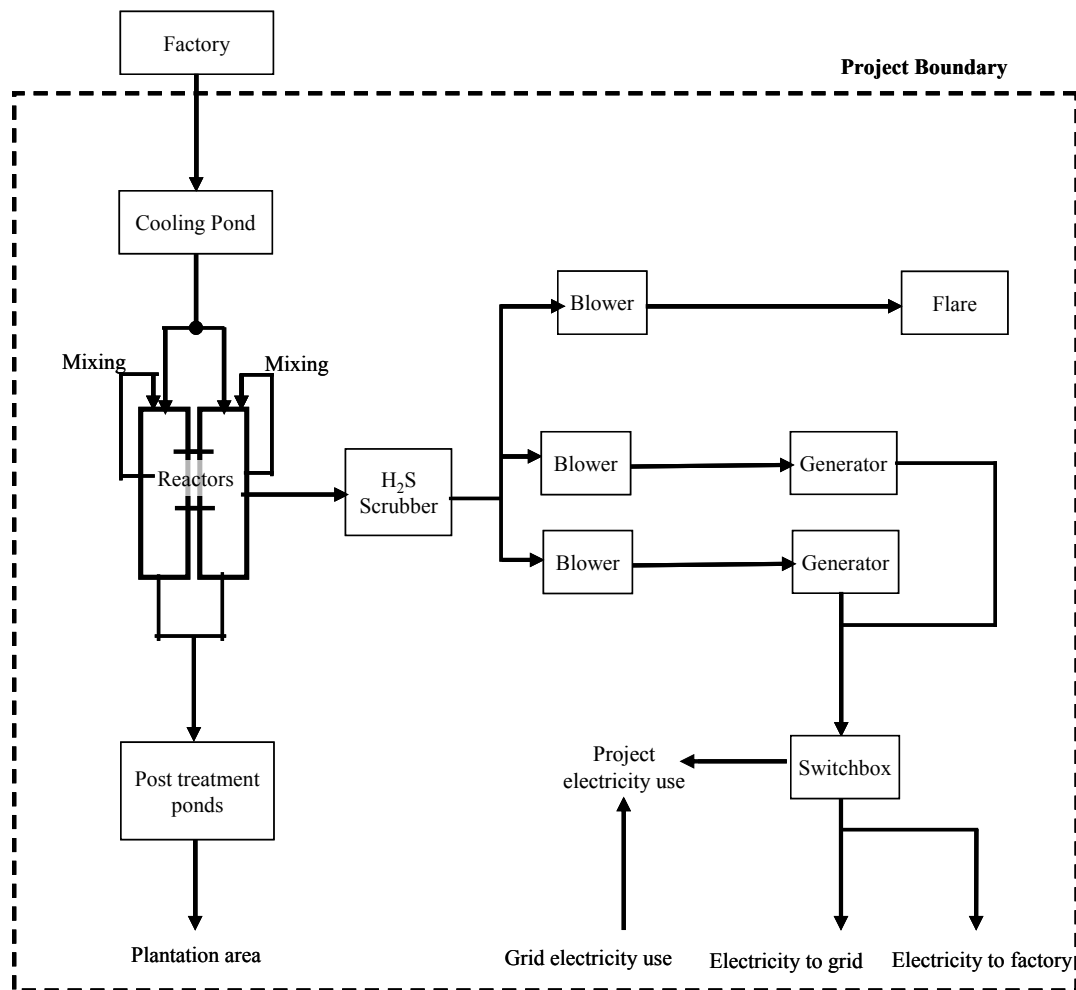 Factory
Project Boundary
Cooling Pond
Blower
Flare
Mixing
Mixing
Reactors
H₂S
Scrubber
Blower
Generator
Blower
Generator
Post treatment
ponds
Project
electricity use
Switchbox
Plantation area
Grid electricity use
Electricity to grid
Electricity to factory